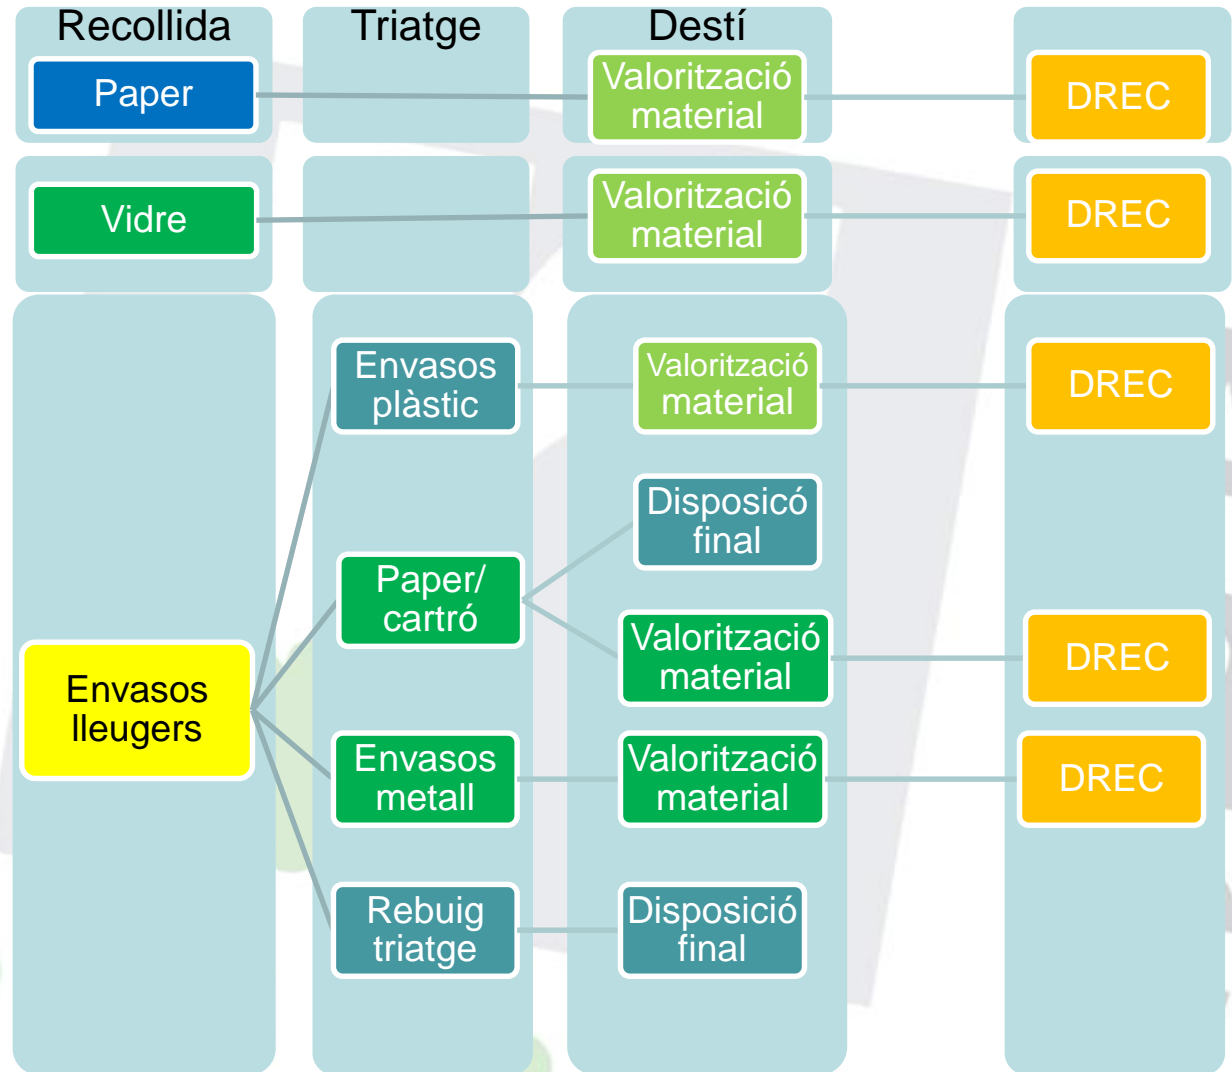 Recollida
Triatge
Destí
Paper
Valorització
material
DREC
Vidre
Valorització
material
DREC
Envasos
lleugers
Envasos
plàstic
Valorització
material
DREC
Paper/
cartró
Disposicó
final
Valorització
material
DREC
Envasos
metall
Valorització
material
DREC
Rebuig
triatge
Disposició
final